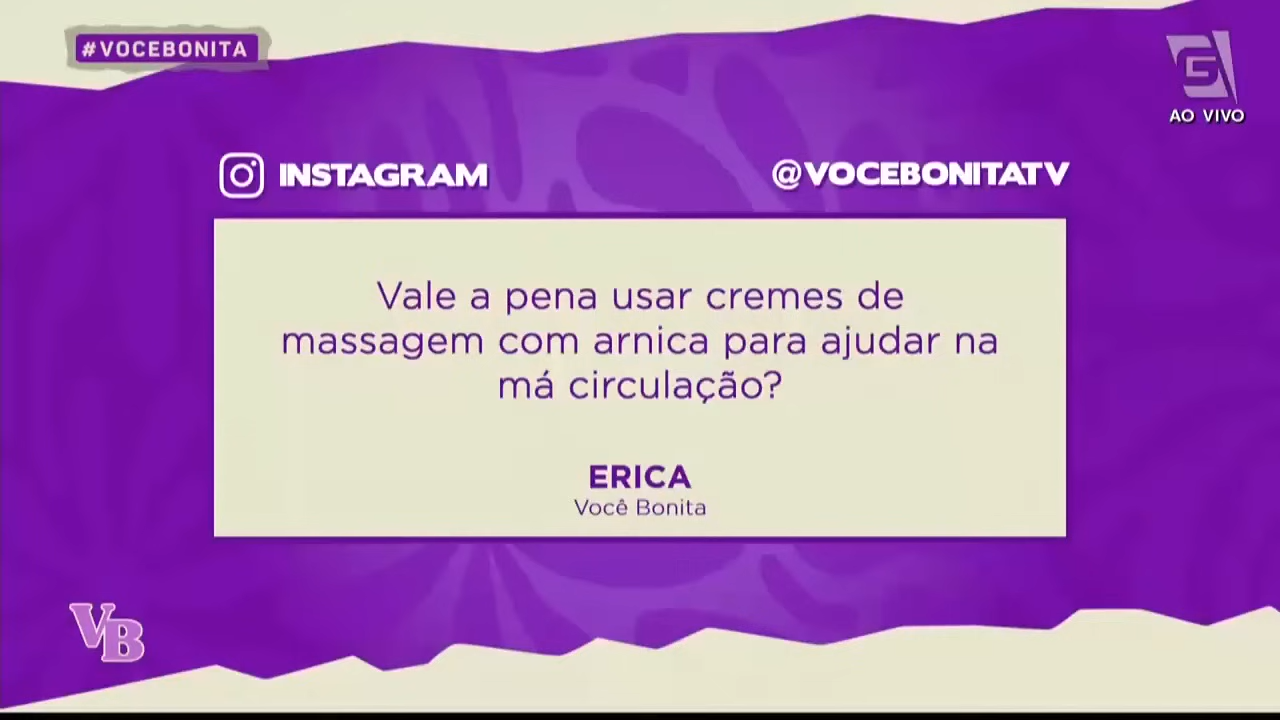 #VOCEBONITA
G
AO VIVO
INSTAGRAM
@VOCEBONITATV
Vale a pena usar cremes de
massagem com arnica para ajudar na
má circulação?
ERICA
Você Bonita
VB